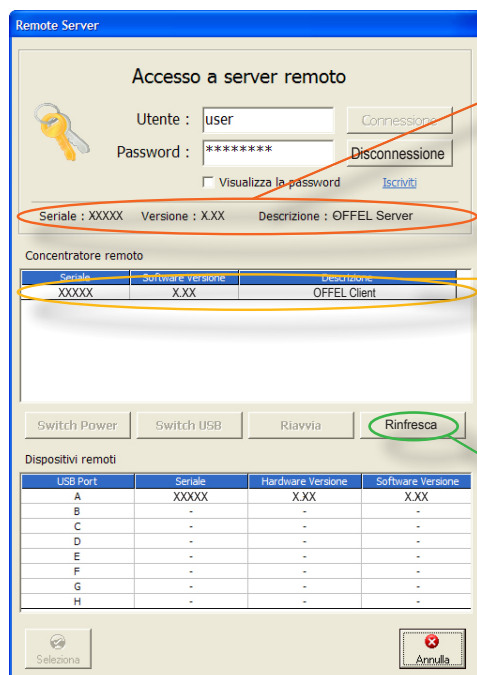 Remote Server
Accesso a server remoto
Utente : user Connessione
Password : ******** Disconnessione
Visualizza la password Iscriviti
Seriale : XXXXX Versione : X.XX Descrizione : OFFEL Server
Concentratore remoto
Seriale Software Versione Descrizione
XXXXX X.XX OFFEL Client
Switch Power Switch USB Riavvia Rinfresca
Dispositivi remoti
USB Port Seriale Hardware Versione Software Versione
A XXXXX X.XX X.XX
B - - -
C - - -
D - - -
E - - -
F - - -
G - - -
H - - -
Seleziona Annulla